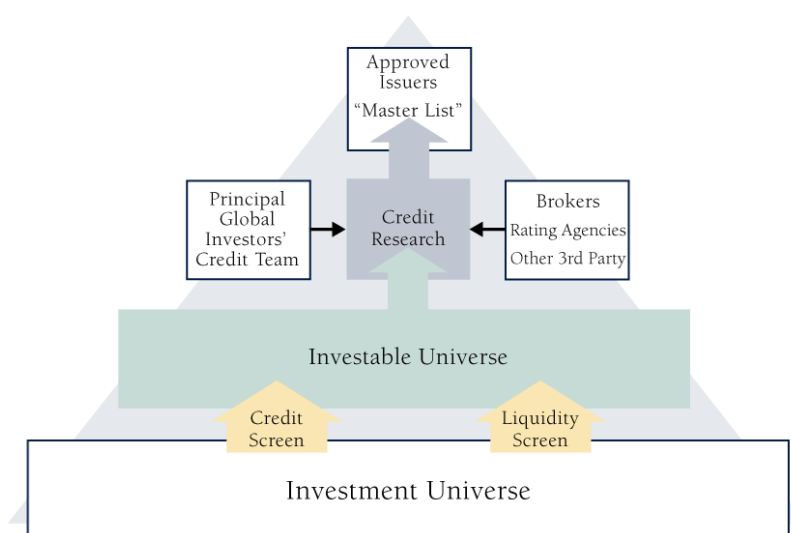 Approved
Issuers
“Master List”
Principal
Global
Investors’
Credit Team
Credit
Research
Brokers
Rating Agencies
Other 3rd Party
Investable Universe
Credit
Screen
Liquidity
Screen
Investment Universe